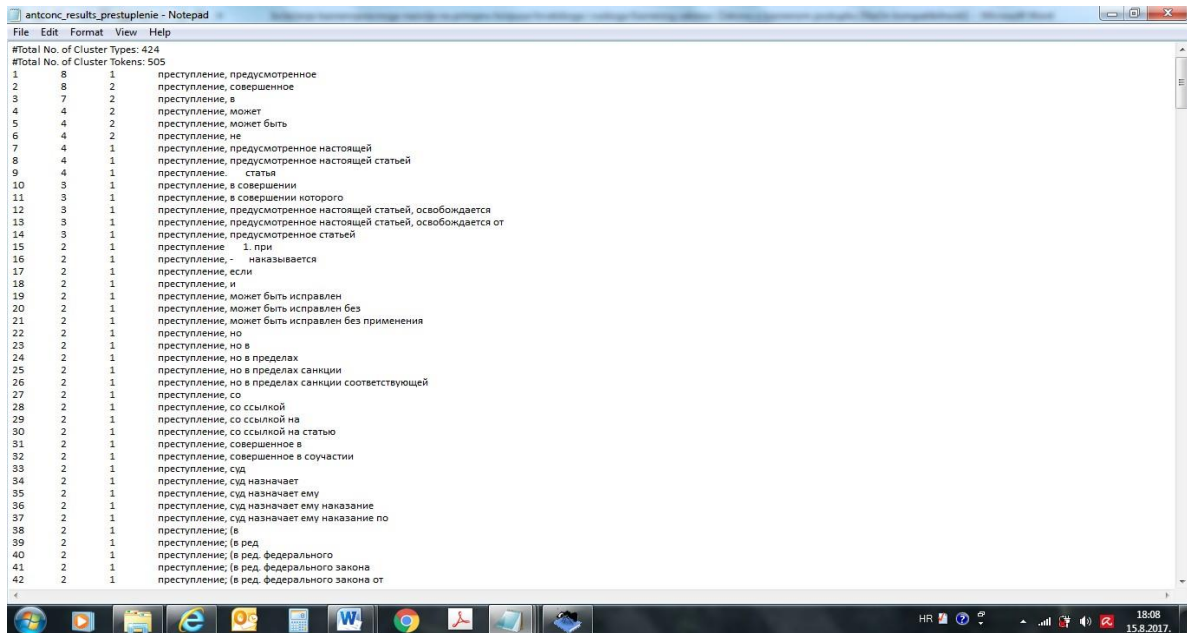 antconc_results_prestuplenie - Notepad
File Edit Format View Help
#Total No. of Cluster Types: 424
#Total No. of Cluster Tokens: 505
1 8 1 преступление, предусмотренное
2 8 2 преступление, совершенное
3 7 2 преступление, в
4 4 2 преступление, может
5 4 2 преступление, может быть
6 4 2 преступление, не
7 4 1 преступление, предусмотренное настоящей
8 4 1 преступление, предусмотренное настоящей статьей
9 4 1 преступление. статья
10 3 1 преступление, в совершении
11 3 1 преступление, в совершении которого
12 3 1 преступление, предусмотренное настоящей статьей, освобождается
13 3 1 преступление, предусмотренное настоящей статьей, освобождается от
14 3 1 преступление, предусмотренное статьей
15 2 1 преступление 1. при
16 2 1 преступление, - наказывается
17 2 1 преступление, если
18 2 1 преступление, и
19 2 1 преступление, может быть исправлен
20 2 1 преступление, может быть исправлен без
21 2 1 преступление, может быть исправлен без применения
22 2 1 преступление, но
23 2 1 преступление, но в
24 2 1 преступление, но в пределах
25 2 1 преступление, но в пределах санкции
26 2 1 преступление, но в пределах санкции соответствующей
27 2 1 преступление, со
28 2 1 преступление, со ссылкой
29 2 1 преступление, со ссылкой на
30 2 1 преступление, со ссылкой на статью
31 2 1 преступление, совершенное в
32 2 1 преступление, совершенное в соучастии
33 2 1 преступление, суд
34 2 1 преступление, суд назначает
35 2 1 преступление, суд назначает ему
36 2 1 преступление, суд назначает ему наказание
37 2 1 преступление, суд назначает ему наказание по
38 2 1 преступление; (в
39 2 1 преступление; (в ред
40 2 1 преступление; (в ред. федерального
41 2 1 преступление; (в ред. федерального закона
42 2 1 преступление; (в ред. федерального закона от
HR
18:08
15.8.2017.